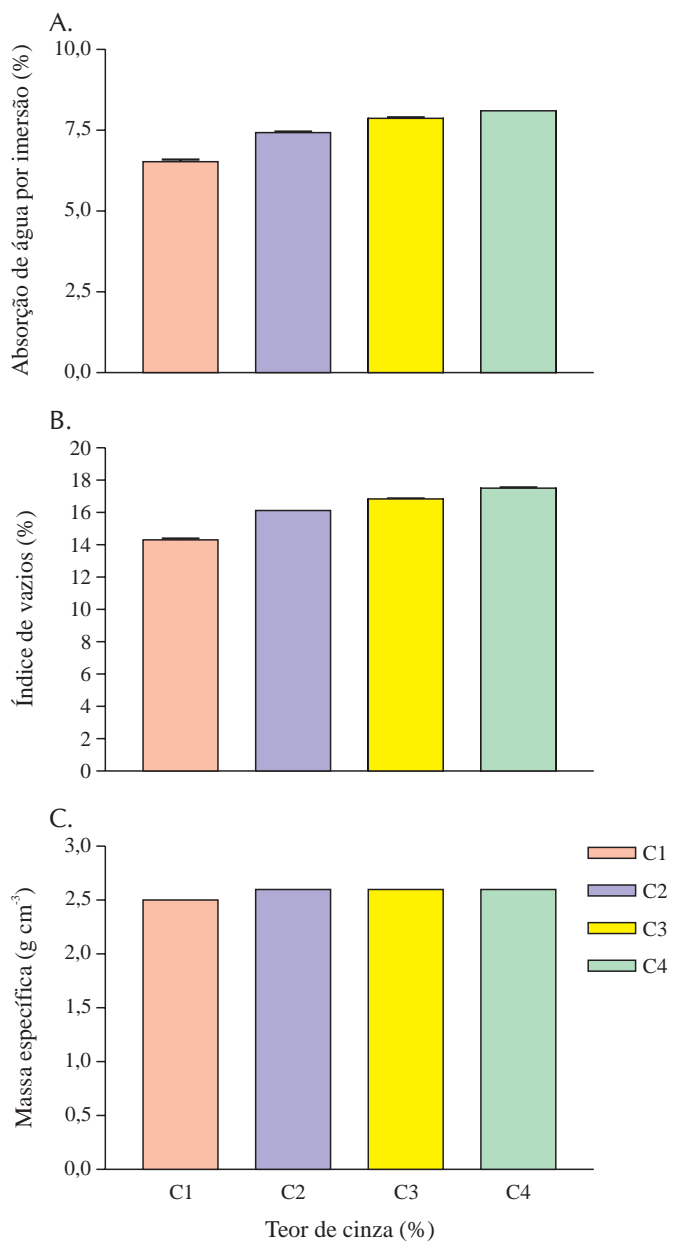 A.
Absorção de água por imersão (%)
10,0
7,5
5,0
2,5
0,0
B.
Índice de vazios (%)
20
18
16
14
12
10
8
6
4
2
0
C.
Massa específica (g cm⁻³)
3,0
2,5
2,0
1,5
1,0
0,5
0,0
C1
C2
C3
C4
C1 C2 C3 C4
Teor de cinza (%)